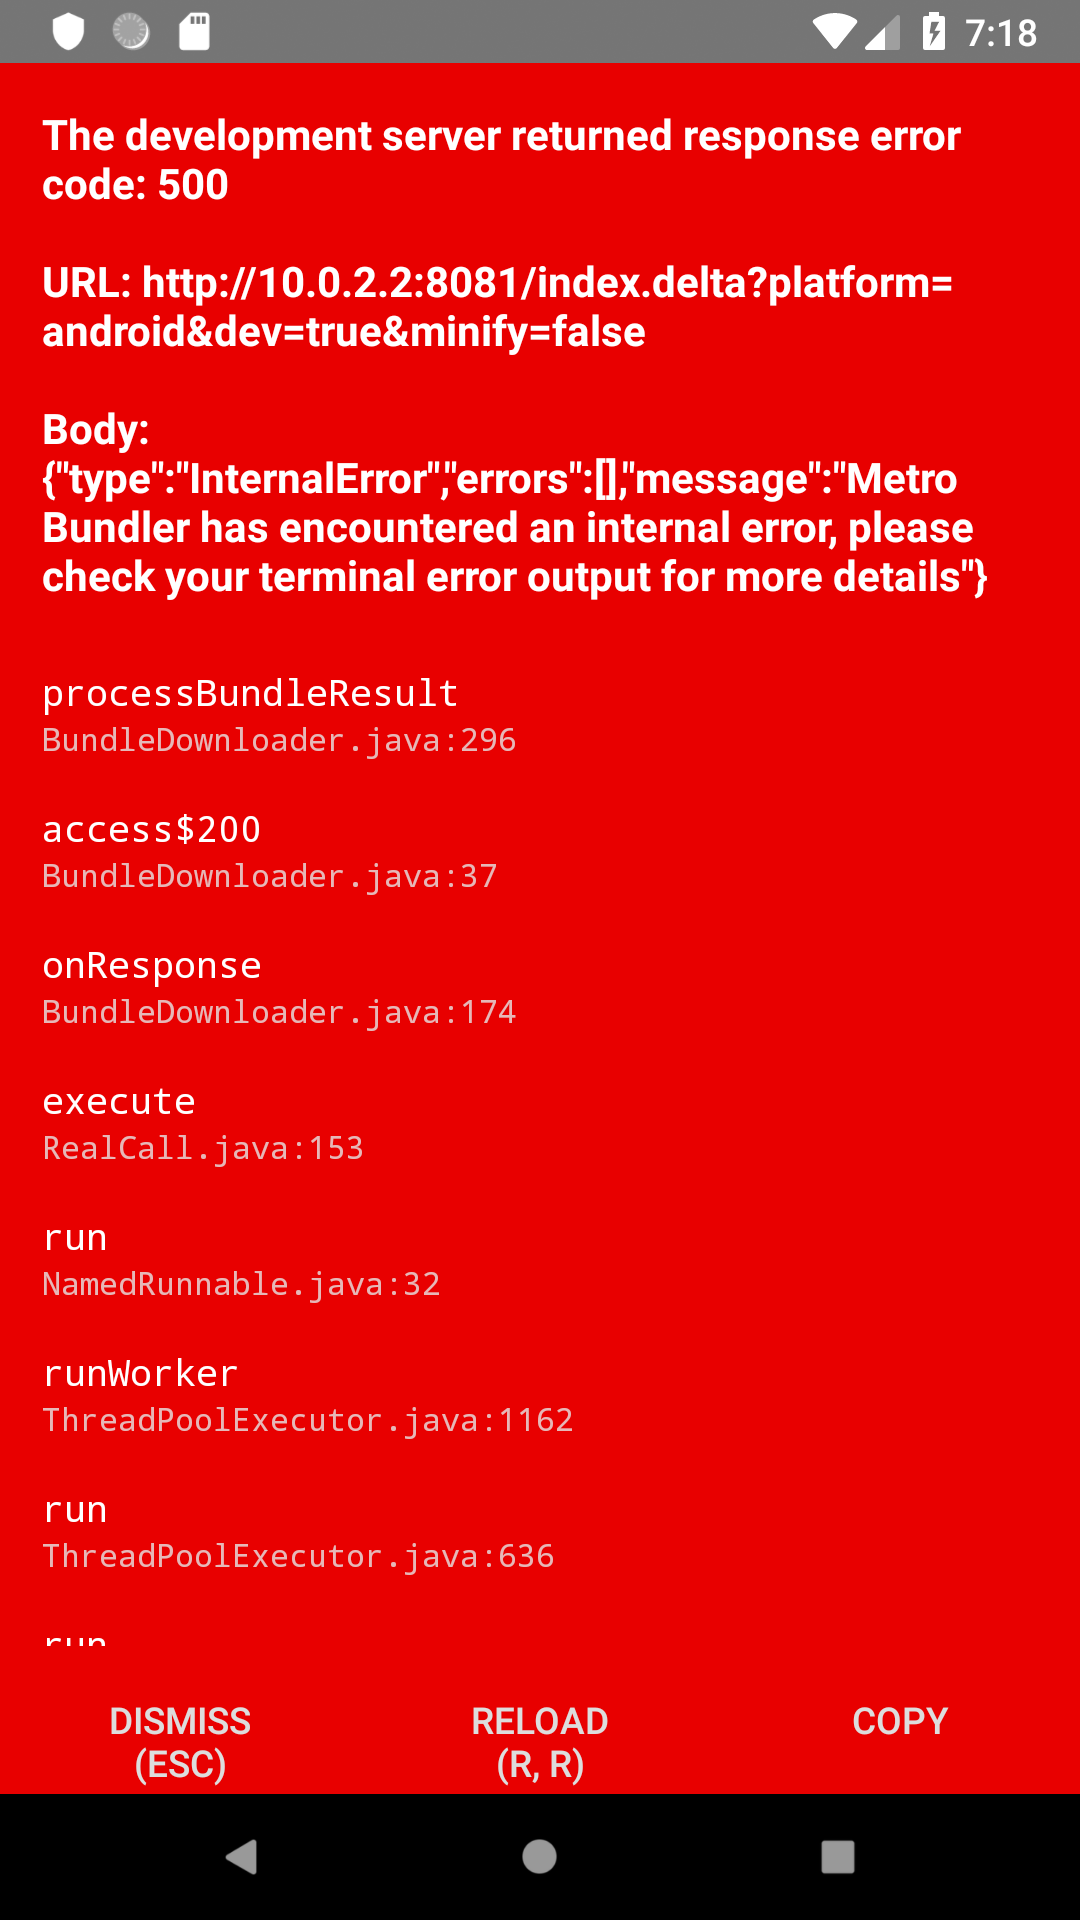 7:18
The development server returned response error
code: 500
URL: http://10.0.2.2:8081/index.delta?platform=
android&dev=true&minify=false
Body:
{"type":"InternalError","errors":[],"message":"Metro
Bundler has encountered an internal error, please
check your terminal error output for more details"}
processBundleResult
BundleDownloader.java:296
access$200
BundleDownloader.java:37
onResponse
BundleDownloader.java:174
execute
RealCall.java:153
run
NamedRunnable.java:32
runWorker
ThreadPoolExecutor.java:1162
run
ThreadPoolExecutor.java:636
run
DISMISS
(ESC)
RELOAD
(R, R)
COPY